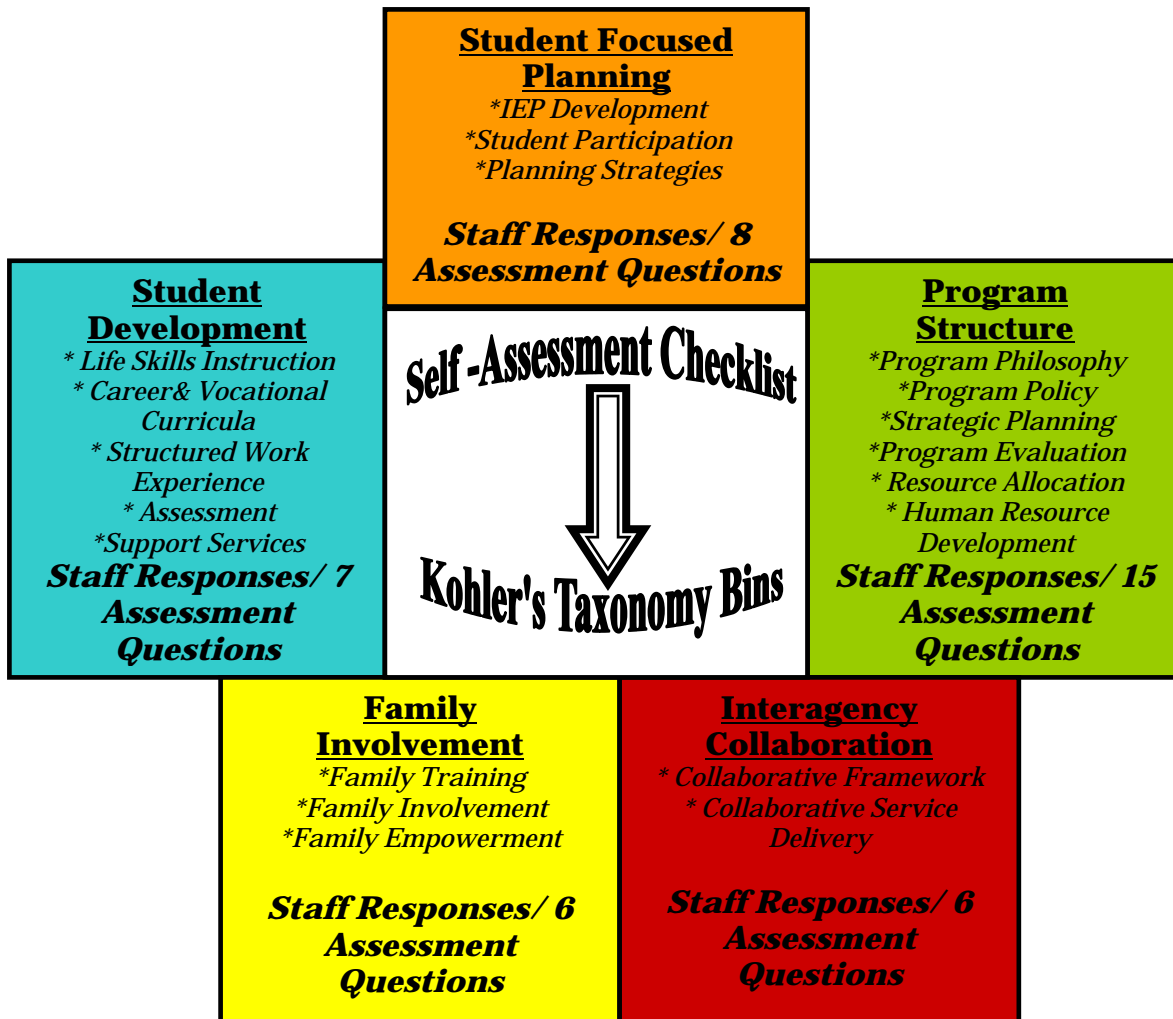 Student Focused
Planning
*IEP Development
*Student Participation
*Planning Strategies
Staff Responses/ 8
Assessment Questions
Student
Development
* Life Skills Instruction
* Career& Vocational
Curricula
* Structured Work
Experience
* Assessment
*Support Services
Staff Responses/ 7
Assessment
Questions
Self -Assessment Checklist
Kohler's Taxonomy Bins
Program
Structure
*Program Philosophy
*Program Policy
*Strategic Planning
*Program Evaluation
* Resource Allocation
* Human Resource
Development
Staff Responses/ 15
Assessment
Questions
Family
Involvement
*Family Training
*Family Involvement
*Family Empowerment
Staff Responses/ 6
Assessment
Questions
Interagency
Collaboration
* Collaborative Framework
* Collaborative Service
Delivery
Staff Responses/ 6
Assessment
Questions